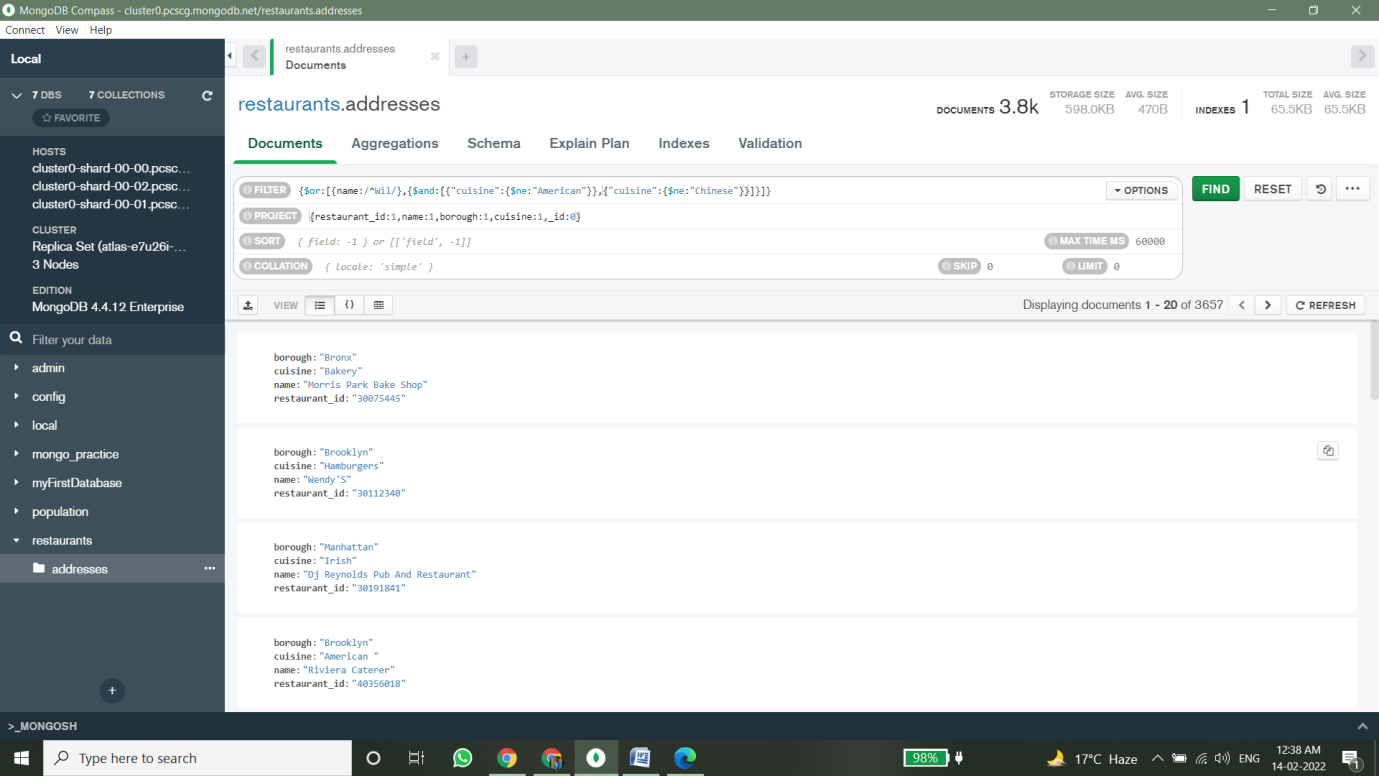 MongoDB Compass - cluster0.pcscg.mongodb.net/restaurants.addresses
Connect View Help
Local
7 DBS 7 COLLECTIONS
☆ FAVORITE
HOSTS
cluster0-shard-00-00.pcsc...
cluster0-shard-00-02.pcsc...
cluster0-shard-00-01.pcsc...
CLUSTER
Replica Set (atlas-e7u26i-...
3 Nodes
EDITION
MongoDB 4.4.12 Enterprise
Filter your data
admin
config
local
mongo_practice
myFirstDatabase
population
restaurants
addresses
>_MONGOSH
restaurants.addresses
Documents
restaurants.addresses
DOCUMENTS 3.8k STORAGE SIZE 598.0KB AVG. SIZE 470B INDEXES 1 TOTAL SIZE 65.5KB AVG. SIZE 65.5KB
Documents Aggregations Schema Explain Plan Indexes Validation
FILTER {$or:[{name:/^Wil/},{$and:[{"cuisine":{$ne:"American"}},{"cuisine":{$ne:"Chinese"}}]}]} OPTIONS FIND RESET
PROJECT {restaurant_id:1,name:1,borough:1,cuisine:1,_id:0}
SORT { field: -1 } or [['field', -1]] MAX TIME MS 60000
COLLATION { locale: 'simple' } SKIP 0 LIMIT 0
VIEW {} Displaying documents 1 - 20 of 3657 REFRESH
borough: "Bronx"
cuisine: "Bakery"
name: "Morris Park Bake Shop"
restaurant_id: "30075445"
borough: "Brooklyn"
cuisine: "Hamburgers"
name: "Wendy'S"
restaurant_id: "30112340"
borough: "Manhattan"
cuisine: "Irish"
name: "Dj Reynolds Pub And Restaurant"
restaurant_id: "30191841"
borough: "Brooklyn"
cuisine: "American "
name: "Riviera Caterer"
restaurant_id: "40356018"
Type here to search
98%
17°C Haze
ENG
12:38 AM
14-02-2022
1